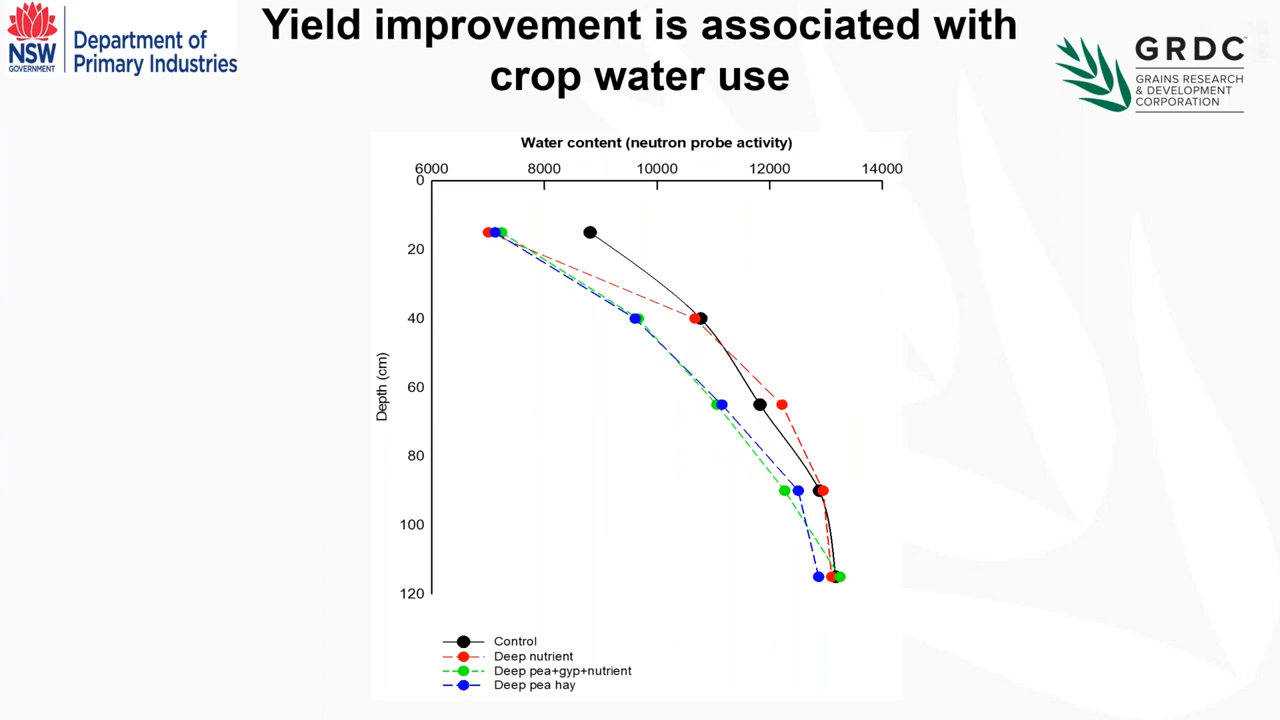 Yield improvement is associated with
crop water use
NSW
GOVERNMENT
Department of
Primary Industries
GRDC
GRAINS RESEARCH
& DEVELOPMENT
CORPORATION
Water content (neutron probe activity)
6000 8000 10000 12000 14000
0
20
40
60
80
100
120
Depth (cm)
Control
Deep nutrient
Deep pea+gyp+nutrient
Deep pea hay